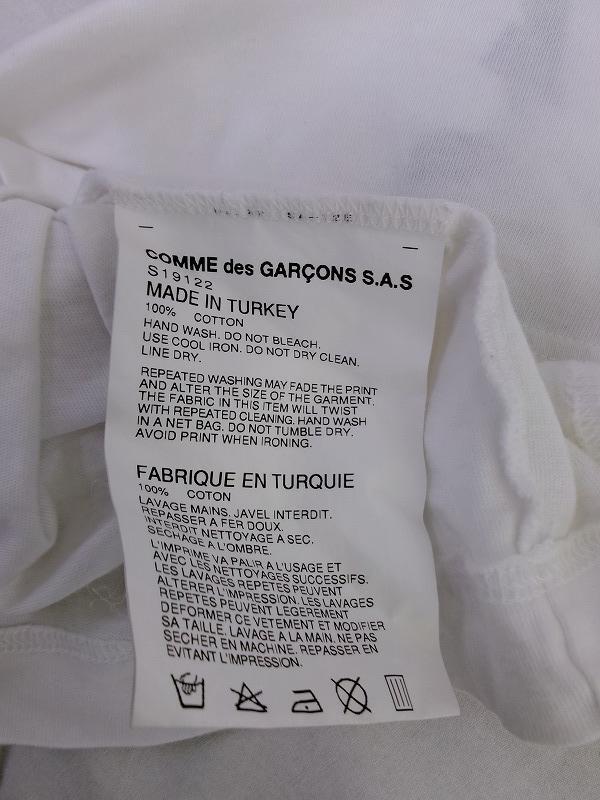 COMME des GARÇONS S.A.S
S19122
MADE IN TURKEY
100% COTTON
HAND WASH. DO NOT BLEACH.
USE COOL IRON. DO NOT DRY CLEAN.
LINE DRY.
REPEATED WASHING MAY FADE THE PRINT
AND ALTER THE SIZE OF THE GARMENT.
THE FABRIC IN THIS ITEM WILL TWIST
WITH REPEATED CLEANING. HAND WASH
IN A NET BAG. DO NOT TUMBLE DRY.
AVOID PRINT WHEN IRONING.
FABRIQUE EN TURQUIE
100% COTON
LAVAGE MAINS. JAVEL INTERDIT.
REPASSER A FER DOUX.
INTERDIT NETTOYAGE A SEC.
SECHAGE A L'OMBRE.
L'IMPRIME VA PALIR A L'USAGE ET
AVEC LES NETTOYAGES SUCCESSIFS.
LES LAVAGES REPETES PEUVENT
ALTERER L'IMPRESSION. LES LAVAGES
REPETES PEUVENT LEGEREMENT
DEFORMER CE VETEMENT ET MODIFIER
SA TAILLE. LAVAGE A LA MAIN. NE PAS
SECHER EN MACHINE. REPASSER EN
EVITANT L'IMPRESSION.